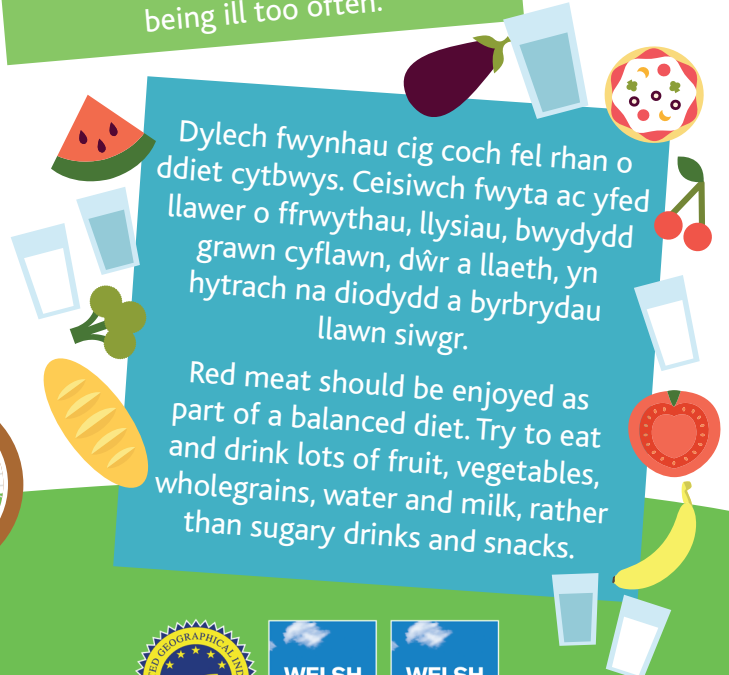 being ill too often.
Dylech fwynhau cig coch fel rhan o
ddiet cytbwys. Ceisiwch fwyta ac yfed
llawer o ffrwythau, llysiau, bwydydd
grawn cyflawn, dŵr a llaeth, yn
hytrach na diodydd a byrbrydau
llawn siwgr.
Red meat should be enjoyed as
part of a balanced diet. Try to eat
and drink lots of fruit, vegetables,
wholegrains, water and milk, rather
than sugary drinks and snacks.
GEOGRAPHICAL
WELSH
WELSH